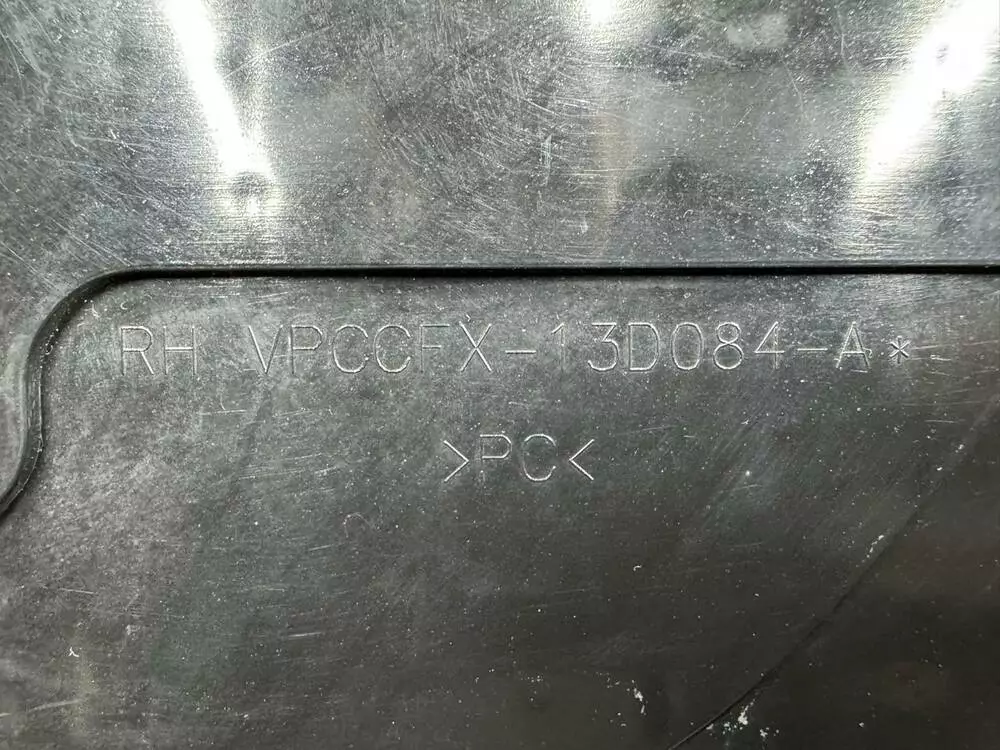 RH VPCCFX-13D084-A*
>PC<